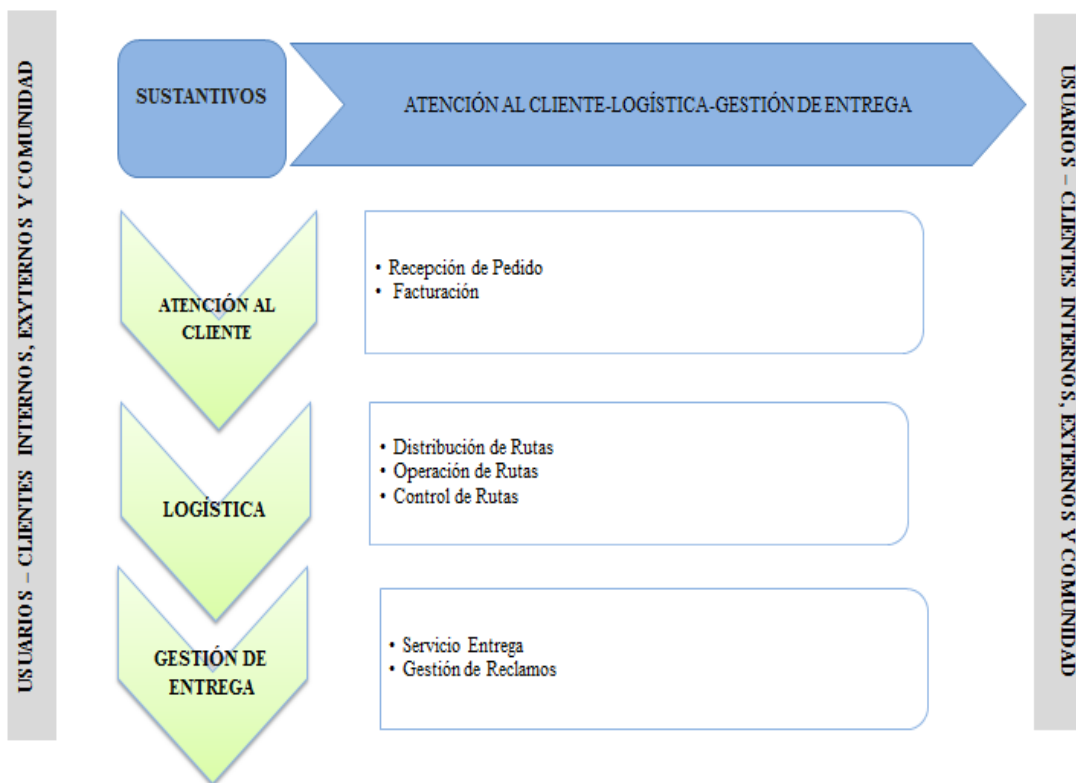 USUARIOS – CLIENTES INTERNOS, EXYTERNOS Y COMUNIDAD
SUSTANTIVOS
ATENCIÓN AL CLIENTE-LOGÍSTICA-GESTIÓN DE ENTREGA
ATENCIÓN AL
CLIENTE
• Recepción de Pedido
• Facturación
LOGÍSTICA
• Distribución de Rutas
• Operación de Rutas
• Control de Rutas
GESTIÓN DE
ENTREGA
• Servicio Entrega
• Gestión de Reclamos
USUARIOS – CLIENTES INTERNOS, EXTERNOS Y COMUNIDAD